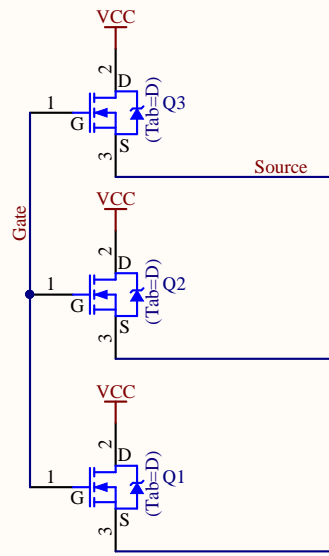 VCC
2
D
1
G
Q3
(Tab=D)
S
3
Source
Gate
VCC
2
D
1
G
Q2
(Tab=D)
S
3
VCC
2
D
1
G
Q1
(Tab=D)
S
3